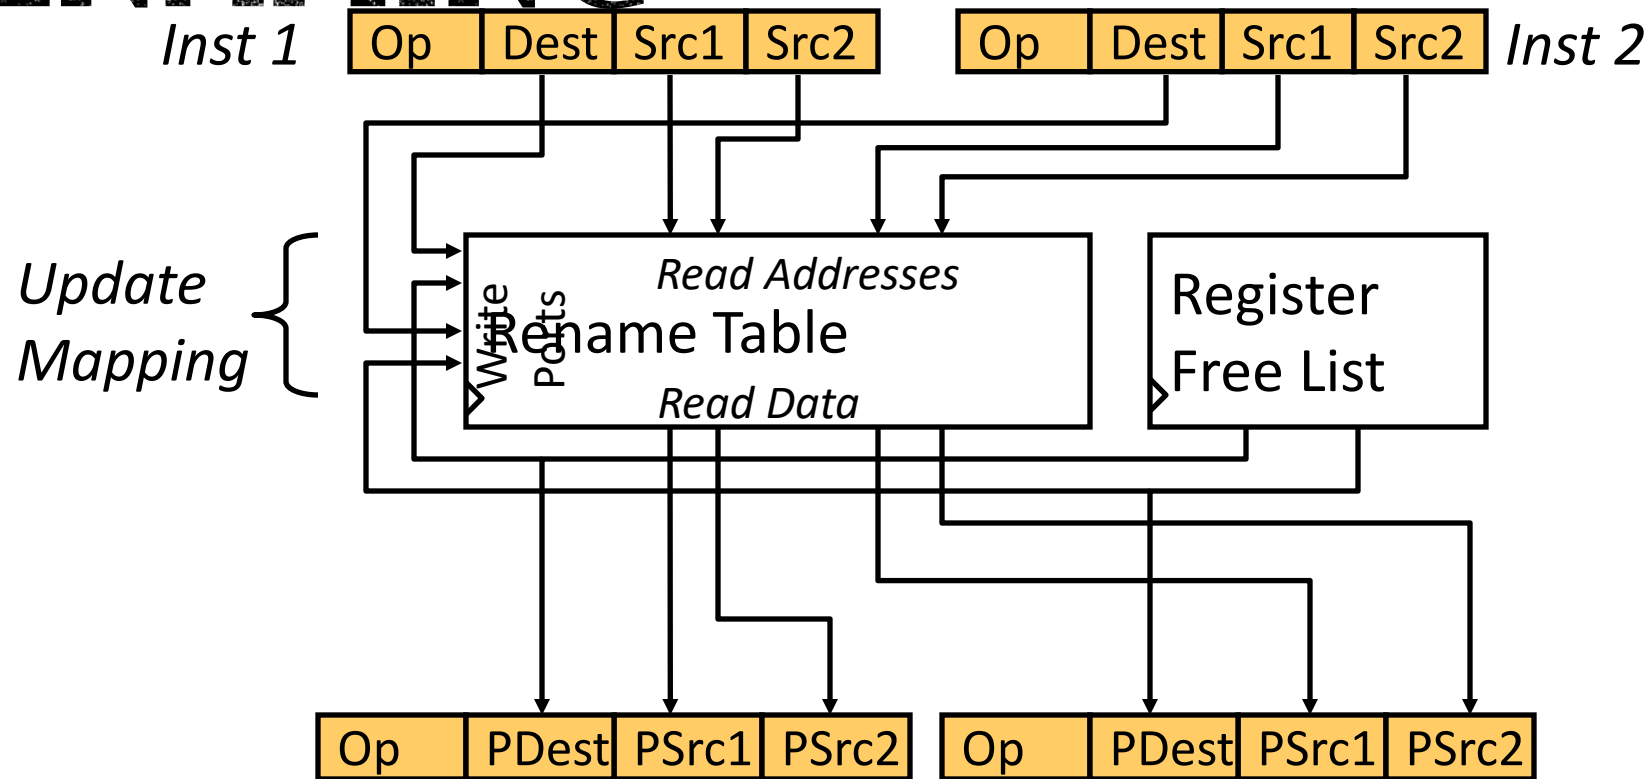 Inst 1 Op Dest Src1 Src2 Op Dest Src1 Src2 Inst 2
Update
Mapping
Write
Ports
Read Addresses
Rename Table
Read Data
Register
Free List
Op PDest PSrc1 PSrc2 Op PDest PSrc1 PSrc2